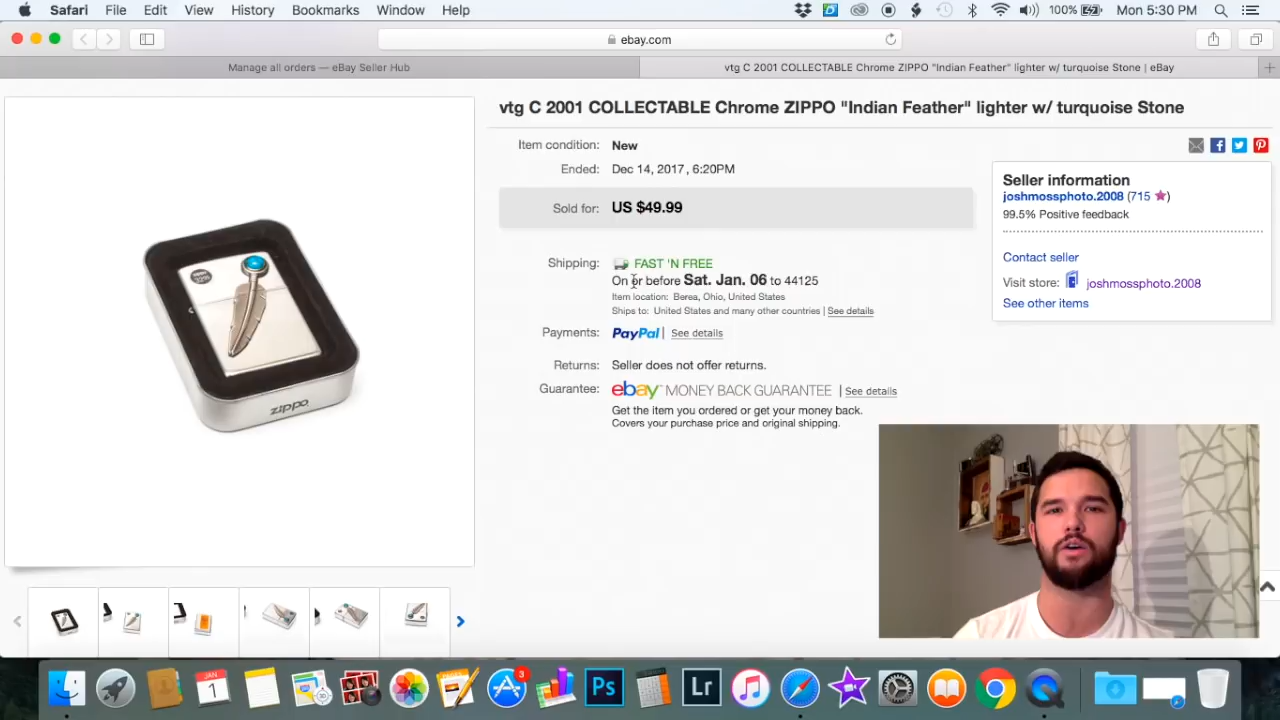 Safari File Edit View History Bookmarks Window Help 100% Mon 5:30 PM
ebay.com
Manage all orders — eBay Seller Hub
vtg C 2001 COLLECTABLE Chrome ZIPPO "Indian Feather" lighter w/ turquoise Stone | eBay
vtg C 2001 COLLECTABLE Chrome ZIPPO "Indian Feather" lighter w/ turquoise Stone
Item condition: New
Ended: Dec 14, 2017 , 6:20PM
Sold for: US $49.99
Shipping: FAST 'N FREE
On or before Sat. Jan. 06 to 44125
Item location: Berea, Ohio, United States
Ships to: United States and many other countries | See details
Payments: PayPal | See details
Returns: Seller does not offer returns.
Guarantee: ebay MONEY BACK GUARANTEE | See details
Get the item you ordered or get your money back.
Covers your purchase price and original shipping.
Seller information
joshmossphoto.2008 (715 )
99.5% Positive feedback
Contact seller
Visit store: joshmossphoto.2008
See other items
zippo
JAN
1
3
Ps
Lr